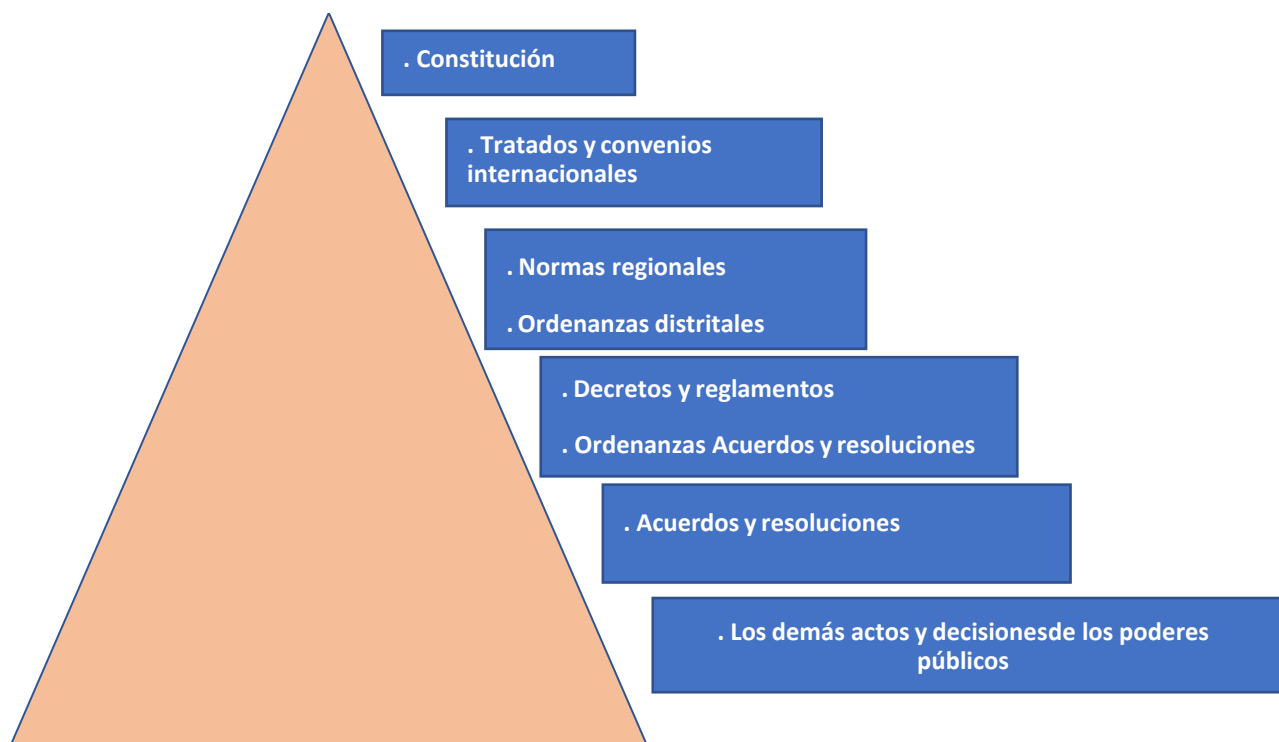 . Constitución
. Tratados y convenios
internacionales
. Normas regionales
. Ordenanzas distritales
. Decretos y reglamentos
. Ordenanzas Acuerdos y resoluciones
. Acuerdos y resoluciones
. Los demás actos y decisionesde los poderes
públicos